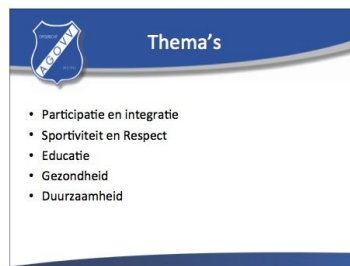 Thema's
AGOVV
• Participatie en integratie
• Sportiviteit en Respect
• Educatie
• Gezondheid
• Duurzaamheid